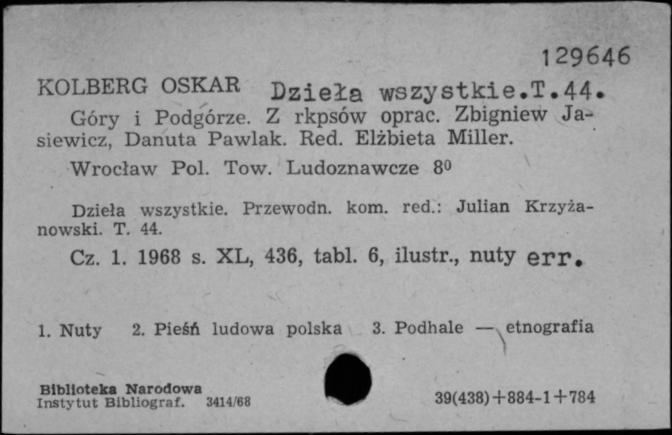 129646
KOLBERG OSKAR Dzieła wszystkie.T.44.
Góry i Podgórze. Z rkpsów oprac. Zbigniew Ja-
siewicz, Danuta Pawlak. Red. Elżbieta Miller.
Wrocław Pol. Tow. Ludoznawcze 8⁰
Dzieła wszystkie. Przewodn. kom. red.: Julian Krzyża-
nowski. T. 44.
Cz. 1. 1968 s. XL, 436, tabl. 6, ilustr., nuty err.
1. Nuty 2. Pieśń ludowa polska 3. Podhale — etnografia
Biblioteka Narodowa
Instytut Bibliograf. 3414/68
39(438)+884-1+784